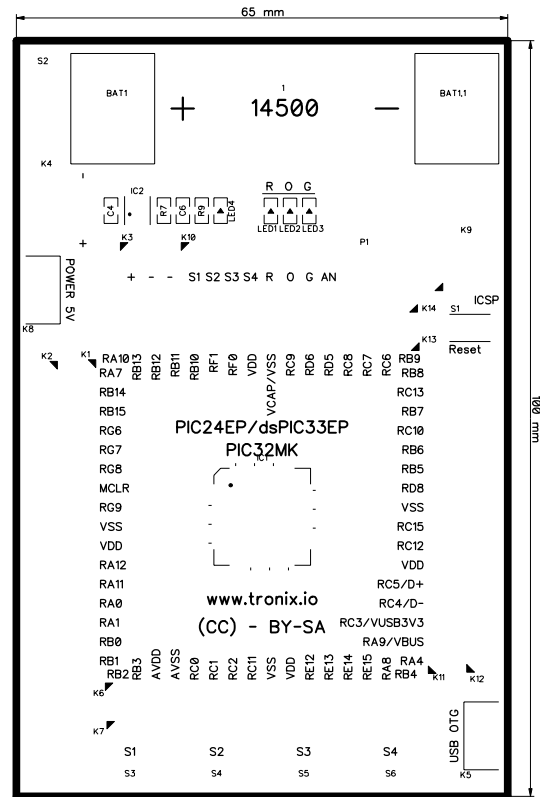 65 mm
S2
BAT1
1
BAT1,1
+ 14500 -
K4
-
IC2
R O G
C4
R7
C6
R9
LED4
LED1 LED2 LED3
K9
K3
K10
P1
+
POWER 5V
+ - - S1 S2 S3 S4 R O G AN
ICSP
K14
S1
K8
K13
Reset
K2
K1
100 mm
RA10
RB13
RB12
RB11
RB10
RF1
RF0
VDD
VCAP/VSS
RC9
RD6
RD5
RC8
RC7
RC6
RB9
RA7
RB14
RB15
RG6
RG7
RG8
MCLR
RG9
VSS
VDD
RA12
RA11
RA0
RA1
RB0
RB1
RB8
RC13
RB7
RC10
RB6
RB5
RD8
VSS
RC15
RC12
VDD
RC5/D+
RC4/D-
RC3/VUSB3V3
RA9/VBUS
RA4
PIC24EP/dsPIC33EP
PIC32MK
IC1
www.tronix.io
(CC) - BY-SA
RB2
RB3
AVDD
AVSS
RC0
RC1
RC2
RC11
VSS
VDD
RE12
RE13
RE14
RE15
RA8
RB4
K11
K12
K6
K7
USB OTG
S1 S2 S3 S4
S3 S4 S5 S6
K5